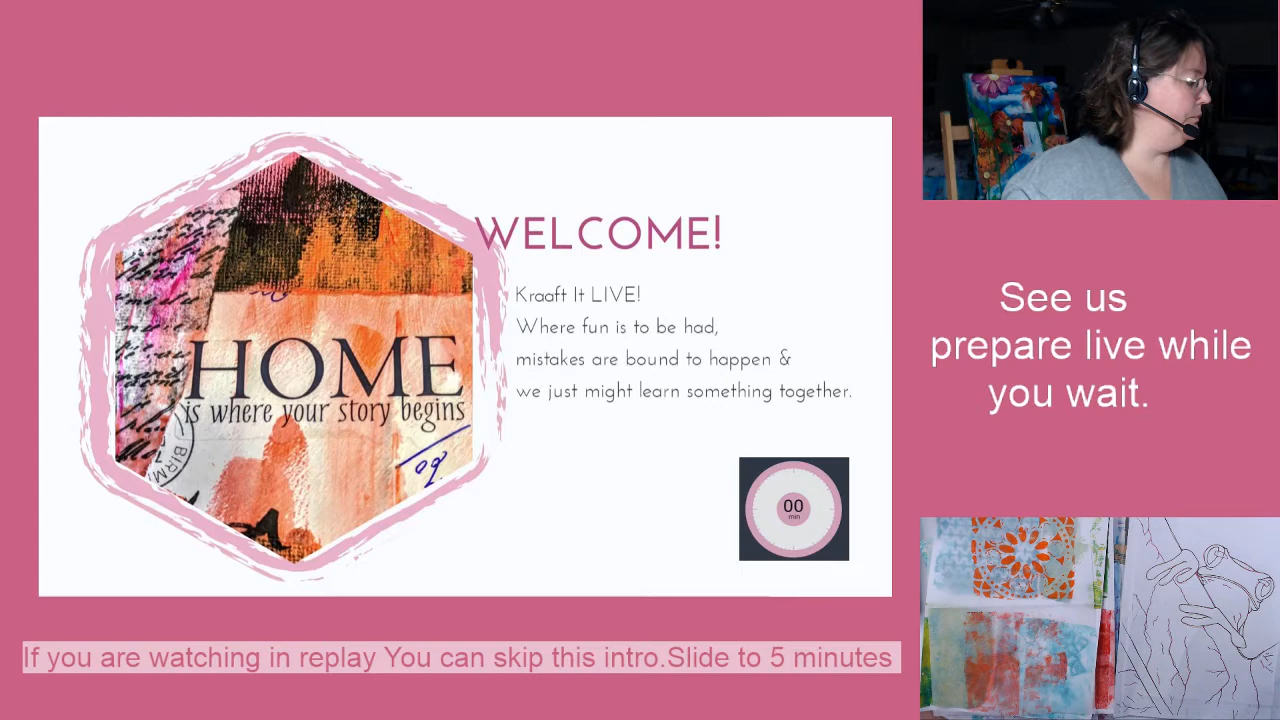 WELCOME!
Kraaft It LIVE!
Where fun is to be had,
mistakes are bound to happen &
we just might learn something together.
HOME
is where your story begins
BIRM
00
min
See us
prepare live while
you wait.
If you are watching in replay You can skip this intro.Slide to 5 minutes